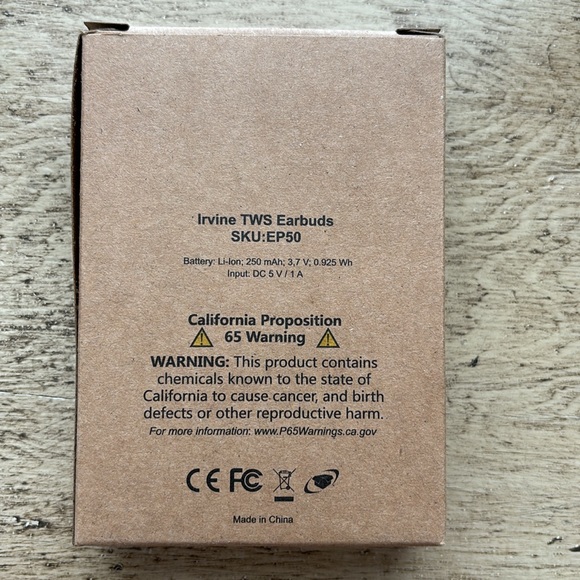 Irvine TWS Earbuds
SKU:EP50
Battery: Li-Ion; 250 mAh; 3,7 V; 0.925 Wh
Input: DC 5 V / 1 A
California Proposition
65 Warning
WARNING: This product contains
chemicals known to the state of
California to cause cancer, and birth
defects or other reproductive harm.
For more information: www.P65Warnings.ca.gov
CE FC
Made in China